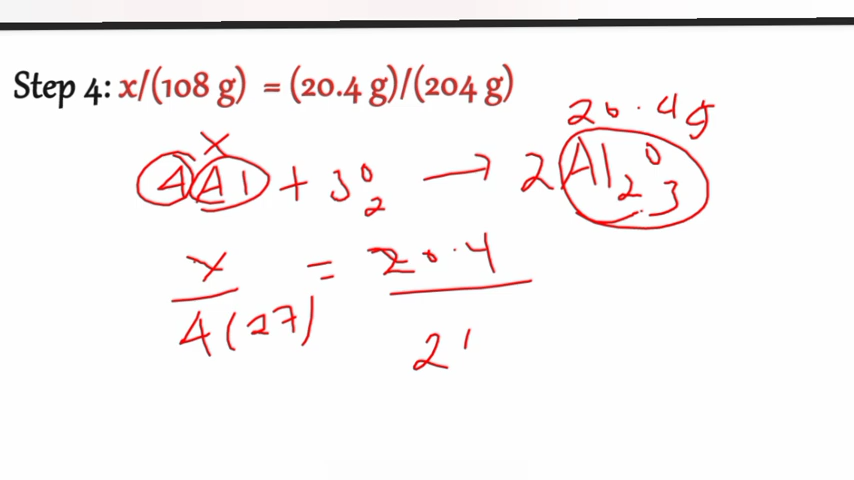 Step 4: x/(108 g) = (20.4 g)/(204 g)
20.4g
x
4Al + 3O2 → 2Al2O3
x = 20.4
4(27) 2(